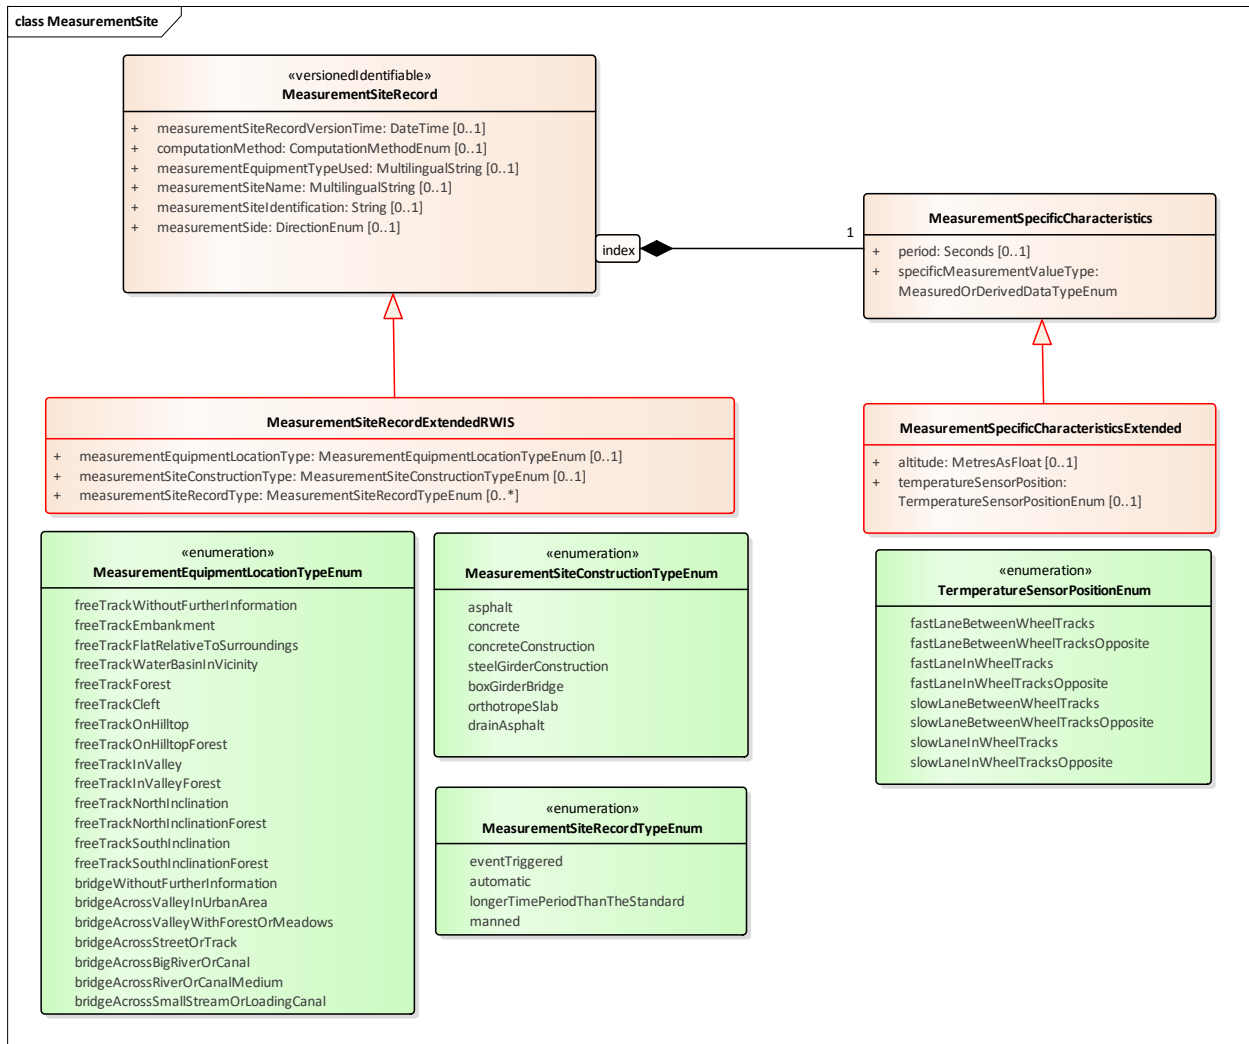 class MeasurementSite
«versionedIdentifiable»
MeasurementSiteRecord
+ measurementSiteRecordVersionTime: DateTime [0..1]
+ computationMethod: ComputationMethodEnum [0..1]
+ measurementEquipmentTypeUsed: MultilingualString [0..1]
+ measurementSiteName: MultilingualString [0..1]
+ measurementSiteIdentification: String [0..1]
+ measurementSide: DirectionEnum [0..1]
index
1
MeasurementSpecificCharacteristics
+ period: Seconds [0..1]
+ specificMeasurementValueType:
MeasuredOrDerivedDataTypeEnum
MeasurementSiteRecordExtendedRWIS
+ measurementEquipmentLocationType: MeasurementEquipmentLocationTypeEnum [0..1]
+ measurementSiteConstructionType: MeasurementSiteConstructionTypeEnum [0..1]
+ measurementSiteRecordType: MeasurementSiteRecordTypeEnum [0..*]
MeasurementSpecificCharacteristicsExtended
+ altitude: MetresAsFloat [0..1]
+ temperatureSensorPosition:
TermperatureSensorPositionEnum [0..1]
«enumeration»
MeasurementEquipmentLocationTypeEnum
freeTrackWithoutFurtherInformation
freeTrackEmbankment
freeTrackFlatRelativeToSurroundings
freeTrackWaterBasinInVicinity
freeTrackForest
freeTrackCleft
freeTrackOnHilltop
freeTrackOnHilltopForest
freeTrackInValley
freeTrackInValleyForest
freeTrackNorthInclination
freeTrackNorthInclinationForest
freeTrackSouthInclination
freeTrackSouthInclinationForest
bridgeWithoutFurtherInformation
bridgeAcrossValleyInUrbanArea
bridgeAcrossValleyWithForestOrMeadows
bridgeAcrossStreetOrTrack
bridgeAcrossBigRiverOrCanal
bridgeAcrossRiverOrCanalMedium
bridgeAcrossSmallStreamOrLoadingCanal
«enumeration»
MeasurementSiteConstructionTypeEnum
asphalt
concrete
concreteConstruction
steelGirderConstruction
boxGirderBridge
orthotropeSlab
drainAsphalt
«enumeration»
MeasurementSiteRecordTypeEnum
eventTriggered
automatic
longerTimePeriodThanTheStandard
manned
«enumeration»
TermperatureSensorPositionEnum
fastLaneBetweenWheelTracks
fastLaneBetweenWheelTracksOpposite
fastLaneInWheelTracks
fastLaneInWheelTracksOpposite
slowLaneBetweenWheelTracks
slowLaneBetweenWheelTracksOpposite
slowLaneInWheelTracks
slowLaneInWheelTracksOpposite